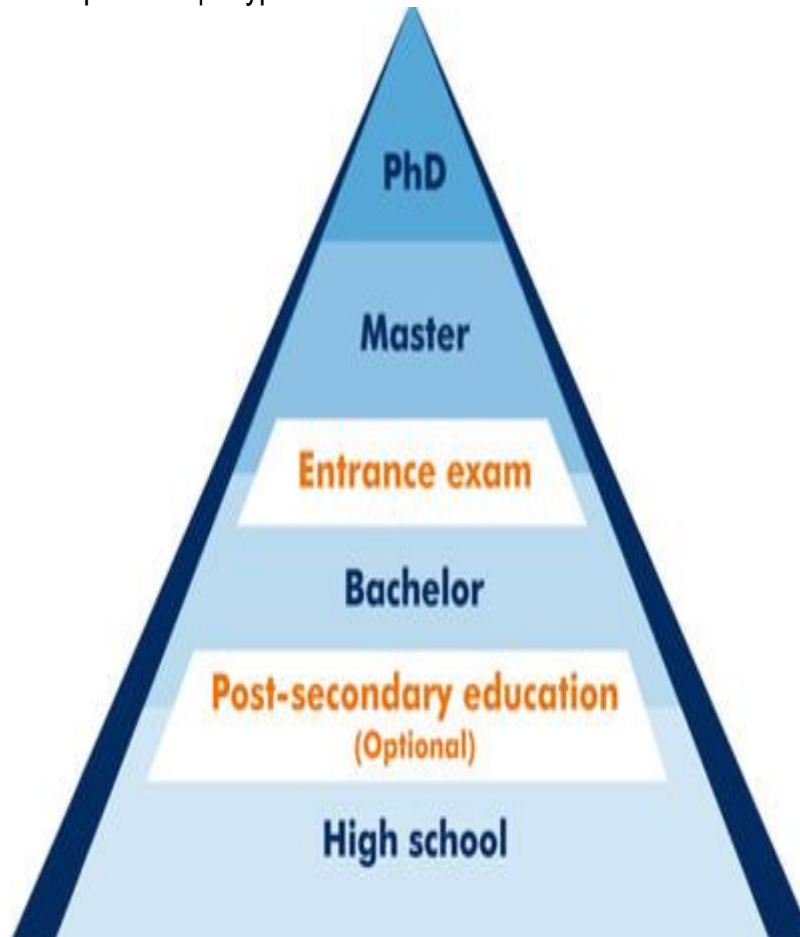 PhD
Master
Entrance exam
Bachelor
Post-secondary education
(Optional)
High school